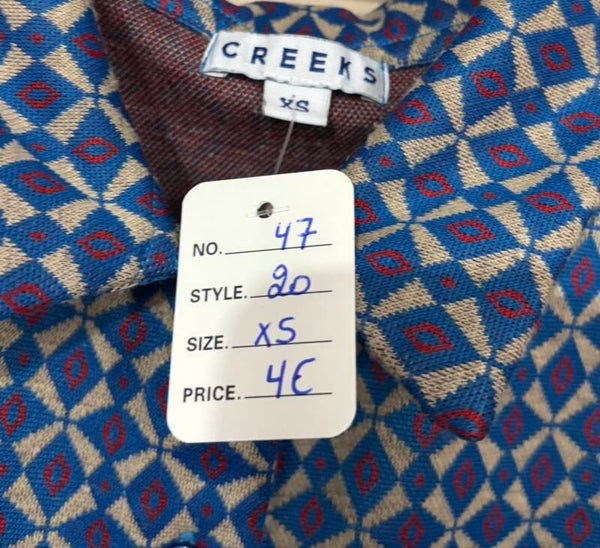 CREEKS
XS
NO. 47
STYLE. 20
SIZE. XS
PRICE. 4€